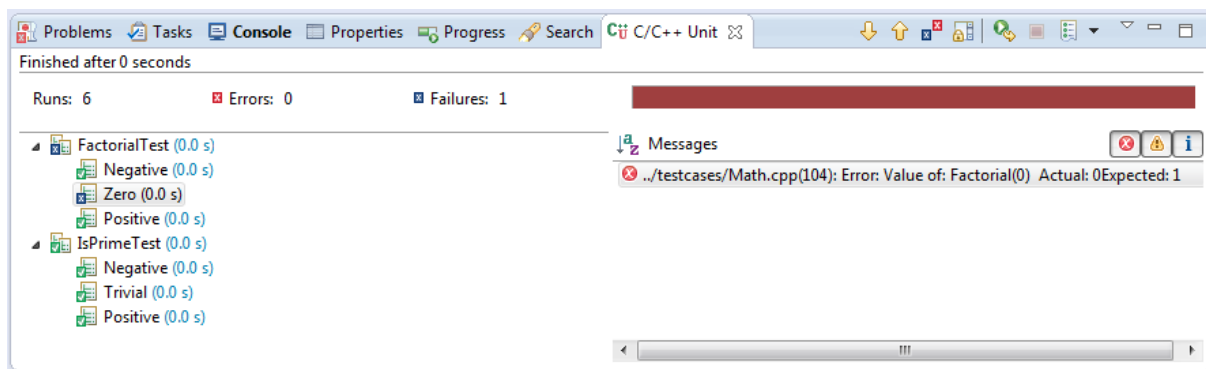 Problems Tasks Console Properties Progress Search C/C++ Unit
Finished after 0 seconds
Runs: 6 Errors: 0 Failures: 1
FactorialTest (0.0 s)
Negative (0.0 s)
Zero (0.0 s)
Positive (0.0 s)
IsPrimeTest (0.0 s)
Negative (0.0 s)
Trivial (0.0 s)
Positive (0.0 s)
Messages
../testcases/Math.cpp(104): Error: Value of: Factorial(0) Actual: 0Expected: 1